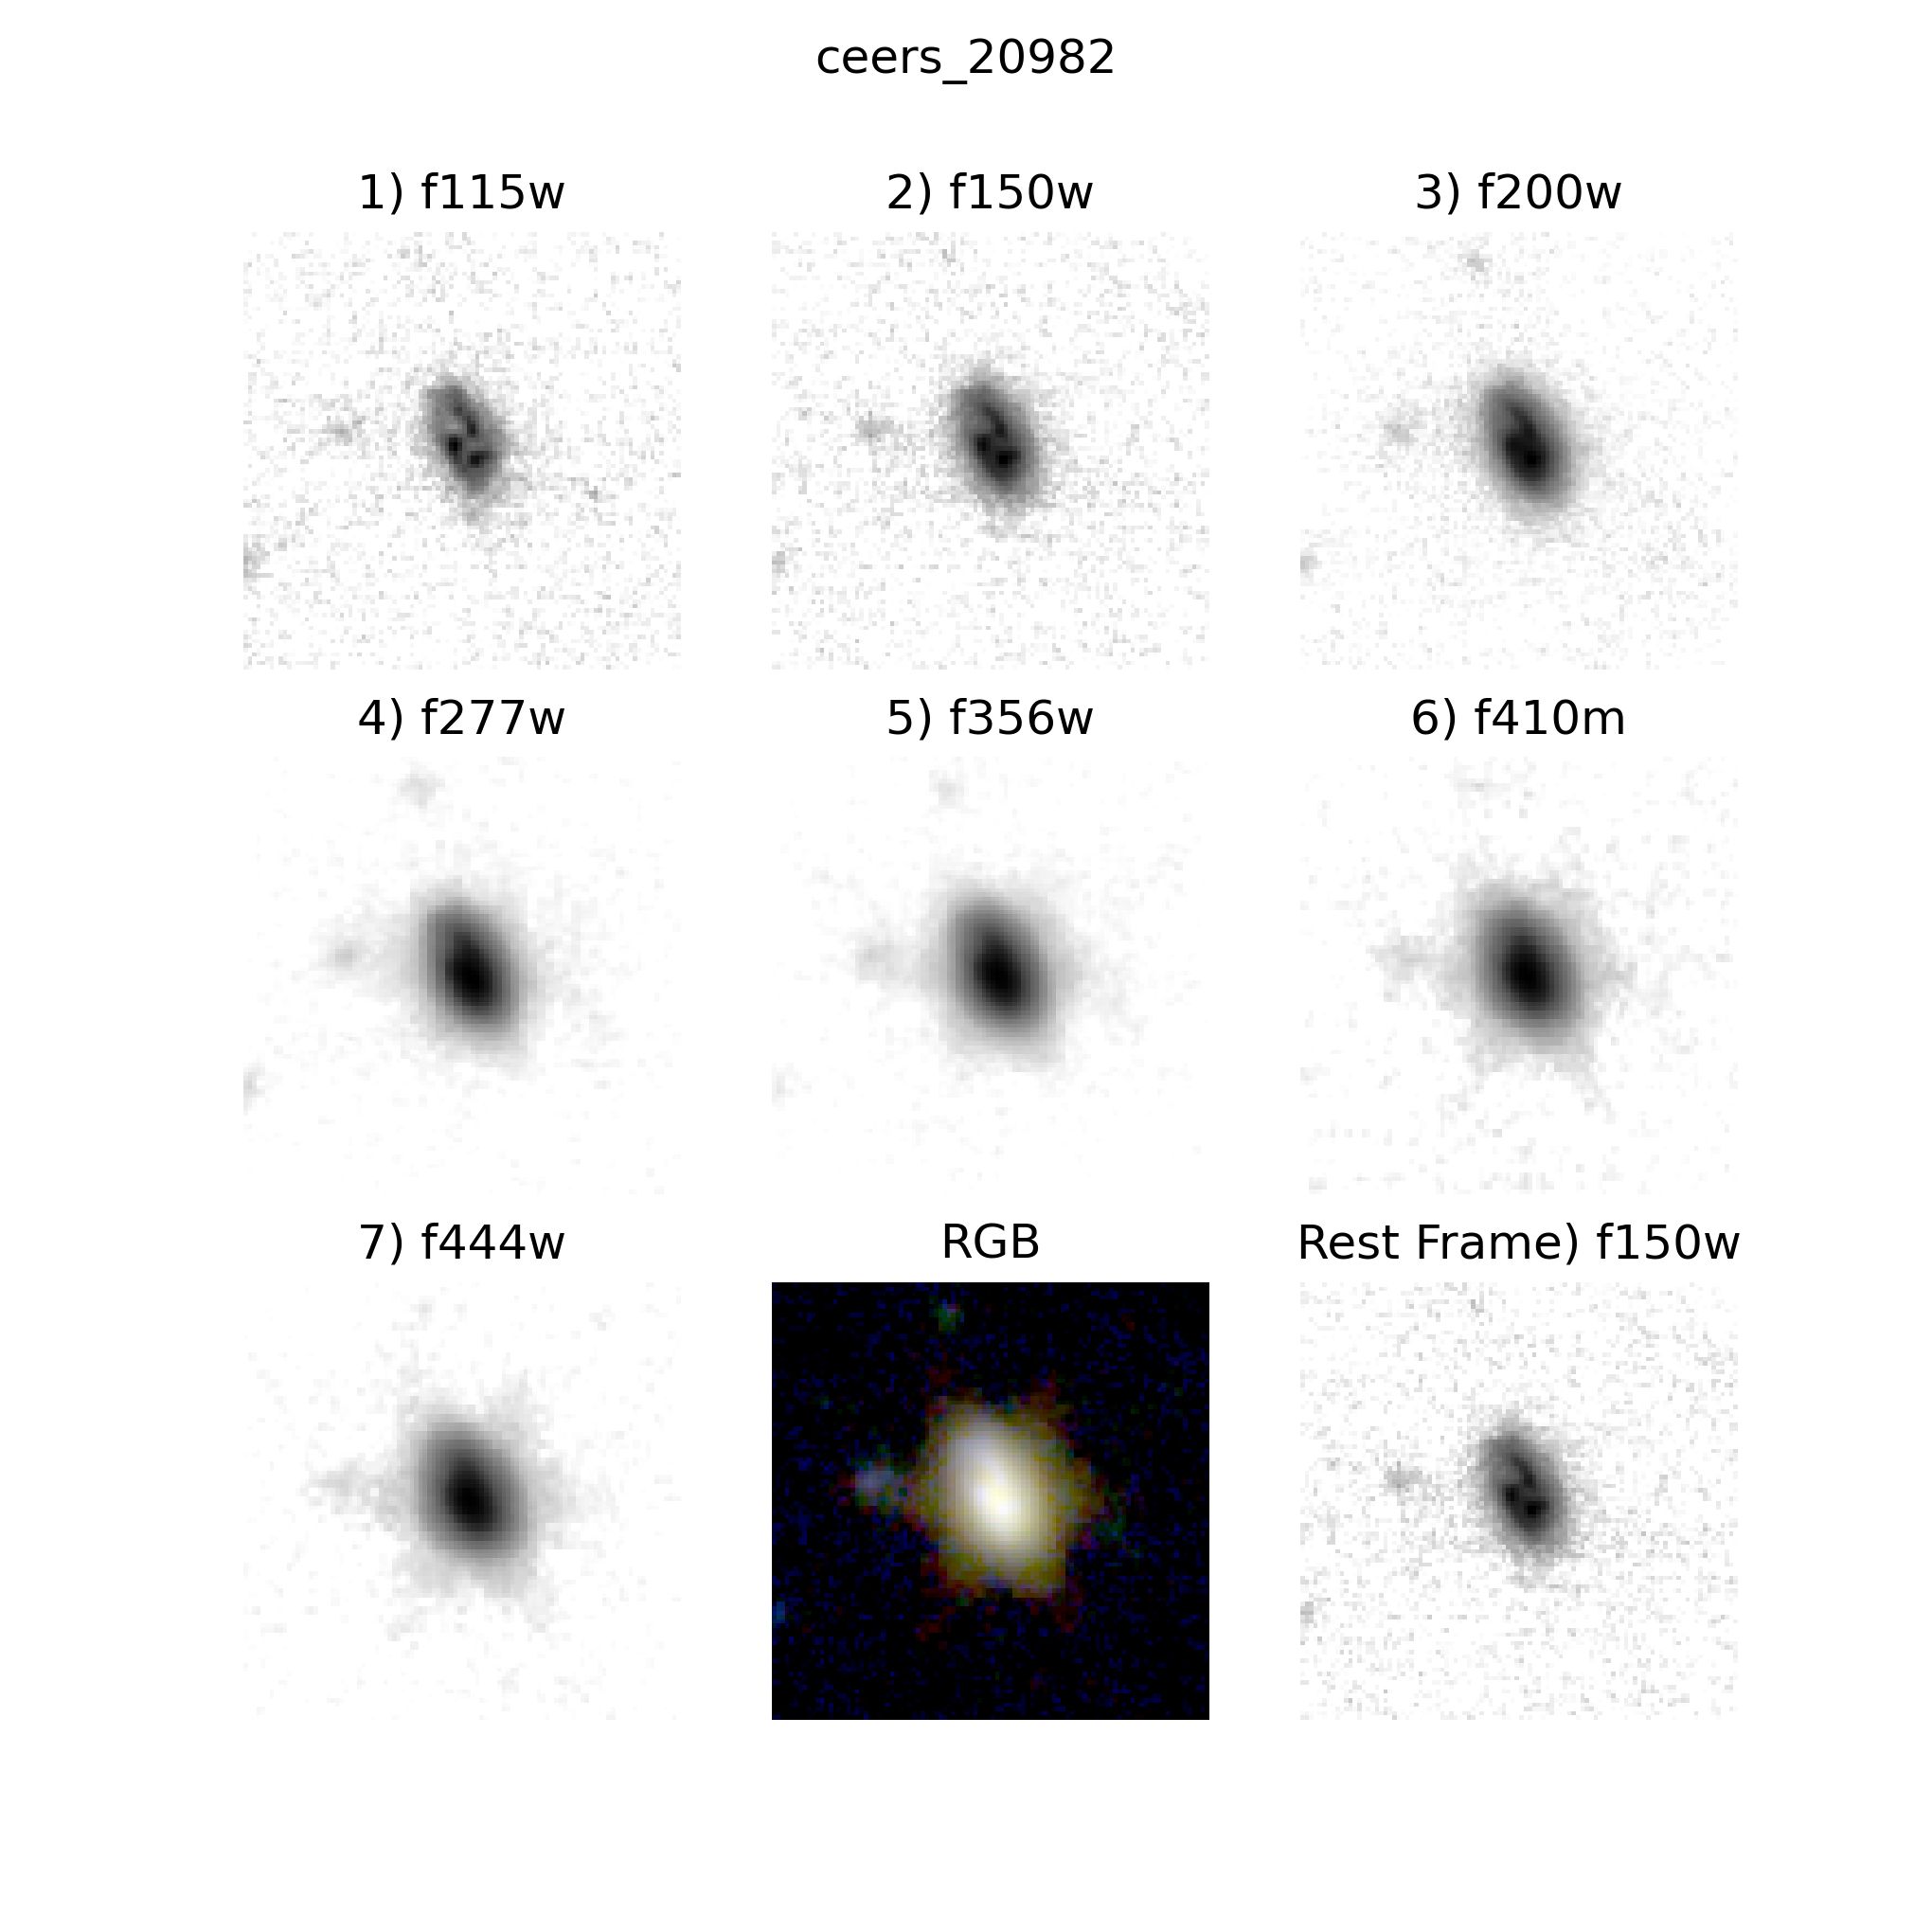 ceers_20982
1) f115w
2) f150w
3) f200w
4) f277w
5) f356w
6) f410m
7) f444w
RGB
Rest Frame) f150w